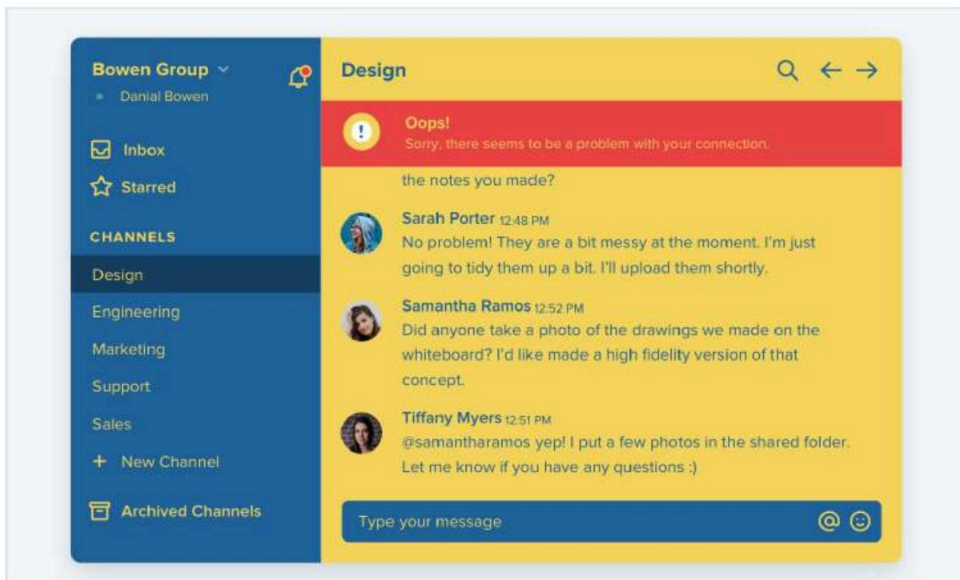 Bowen Group
Danial Bowen
Inbox
Starred
CHANNELS
Design
Engineering
Marketing
Support
Sales
+ New Channel
Archived Channels
Design
Oops!
Sorry, there seems to be a problem with your connection.
the notes you made?
Sarah Porter 12:48 PM
No problem! They are a bit messy at the moment. I'm just
going to tidy them up a bit. I'll upload them shortly.
Samantha Ramos 12:52 PM
Did anyone take a photo of the drawings we made on the
whiteboard? I'd like made a high fidelity version of that
concept.
Tiffany Myers 12:51 PM
@samantharamos yep! I put a few photos in the shared folder.
Let me know if you have any questions :)
Type your message